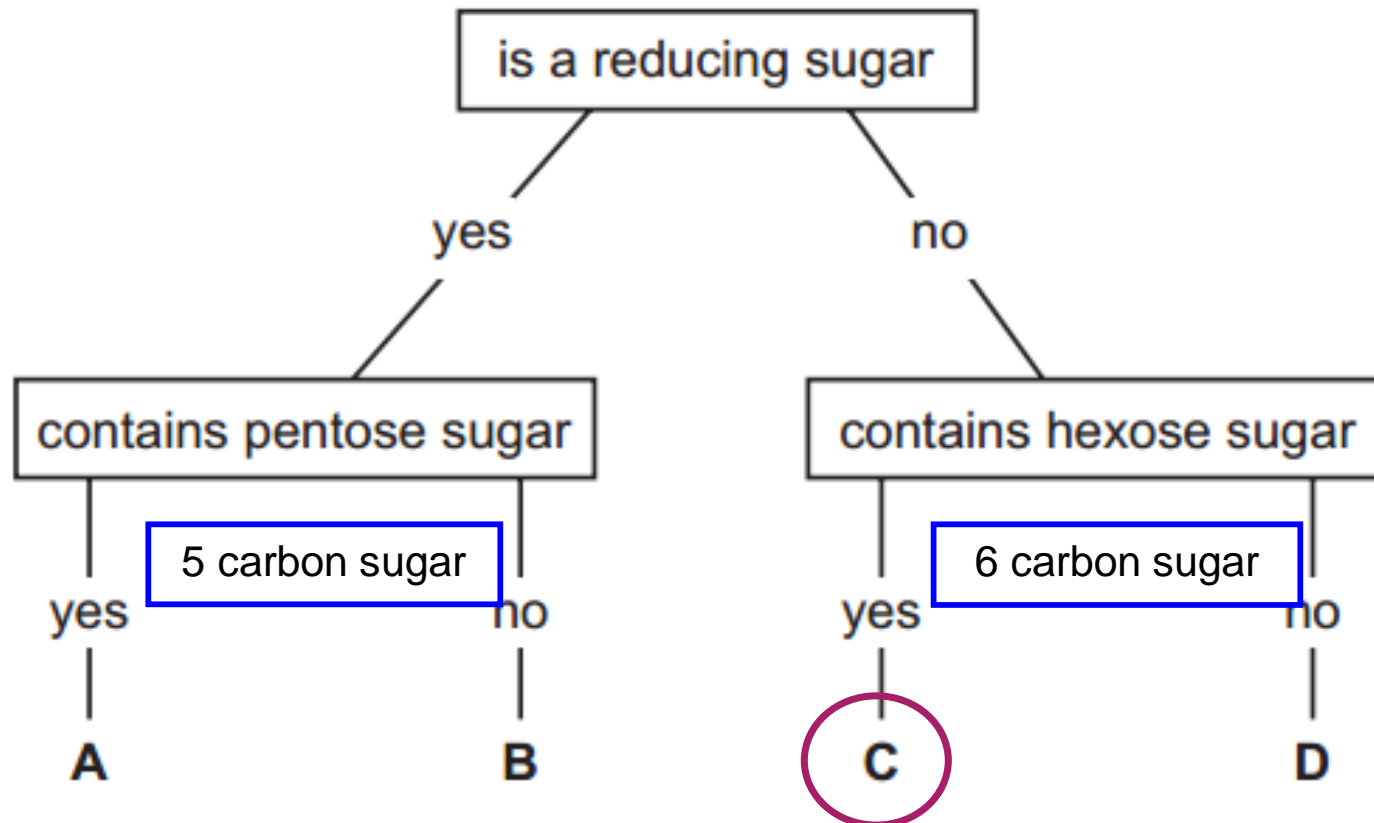 is a reducing sugar
yes
no
contains pentose sugar
contains hexose sugar
5 carbon sugar
6 carbon sugar
yes
no
yes
no
A
B
C
D